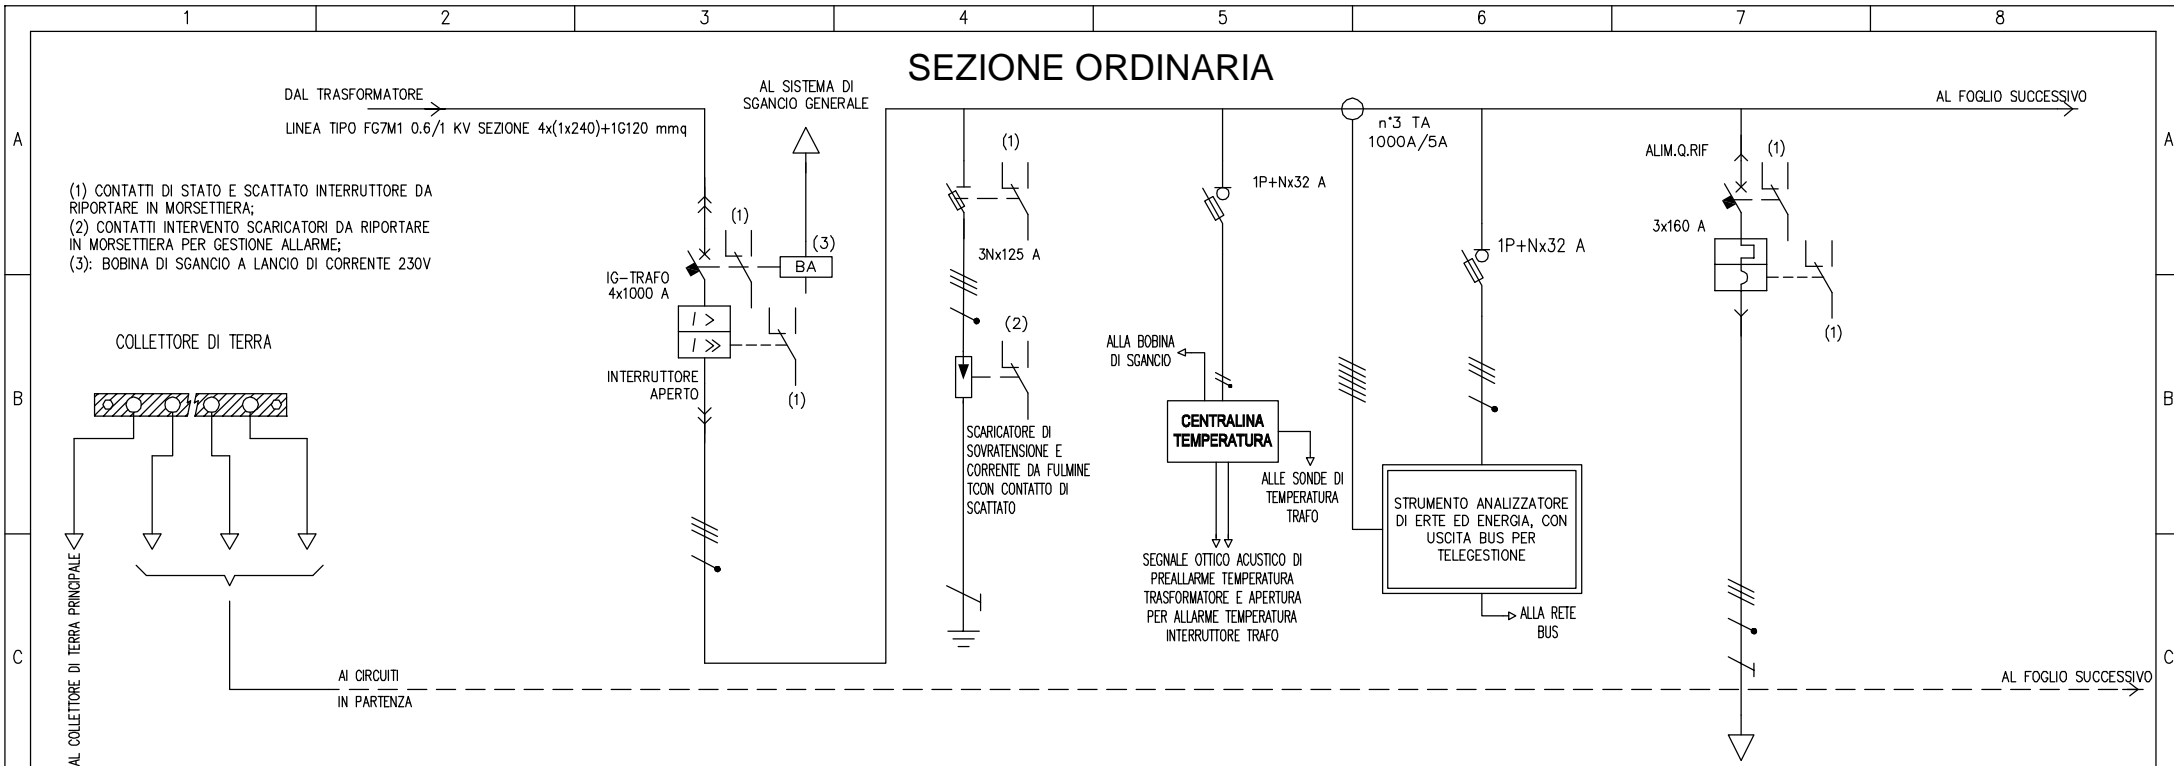 1 2 3 4 5 6 7 8
SEZIONE ORDINARIA
A
A
DAL TRASFORMATORE
LINEA TIPO FG7M1 0.6/1 KV SEZIONE 4x(1x240)+1G120 mmq
AL SISTEMA DI
SGANCIO GENERALE
AL FOGLIO SUCCESSIVO
(1) CONTATTI DI STATO E SCATTATO INTERRUTTORE DA
RIPORTARE IN MORSETTIERA;
(2) CONTATTI INTERVENTO SCARICATORI DA RIPORTARE
IN MORSETTIERA PER GESTIONE ALLARME;
(3): BOBINA DI SGANCIO A LANCIO DI CORRENTE 230V
(1)
(3)
BA
IG-TRAFO
4x1000 A
I >
I >>
INTERRUTTORE
APERTO
(1)
(1)
3Nx125 A
(2)
SCARICATORE DI
SOVRATENSIONE E
CORRENTE DA FULMINE
TCON CONTATTO DI
SCATTATO
1P+Nx32 A
ALLA BOBINA
DI SGANCIO
CENTRALINA
TEMPERATURA
ALLE SONDE DI
TEMPERATURA
TRAFO
SEGNALE OTTICO ACUSTICO DI
PREALLARME TEMPERATURA
TRASFORMATORE E APERTURA
PER ALLARME TEMPERATURA
INTERRUTTORE TRAFO
n°3 TA
1000A/5A
1P+Nx32 A
STRUMENTO ANALIZZATORE
DI ERTE ED ENERGIA, CON
USCITA BUS PER
TELEGESTIONE
ALLA RETE
BUS
ALIM.Q.RIF
(1)
3x160 A
(1)
COLLETTORE DI TERRA
B
B
C
C
AL COLLETTORE DI TERRA PRINCIPALE
AI CIRCUITI
IN PARTENZA
AL FOGLIO SUCCESSIVO